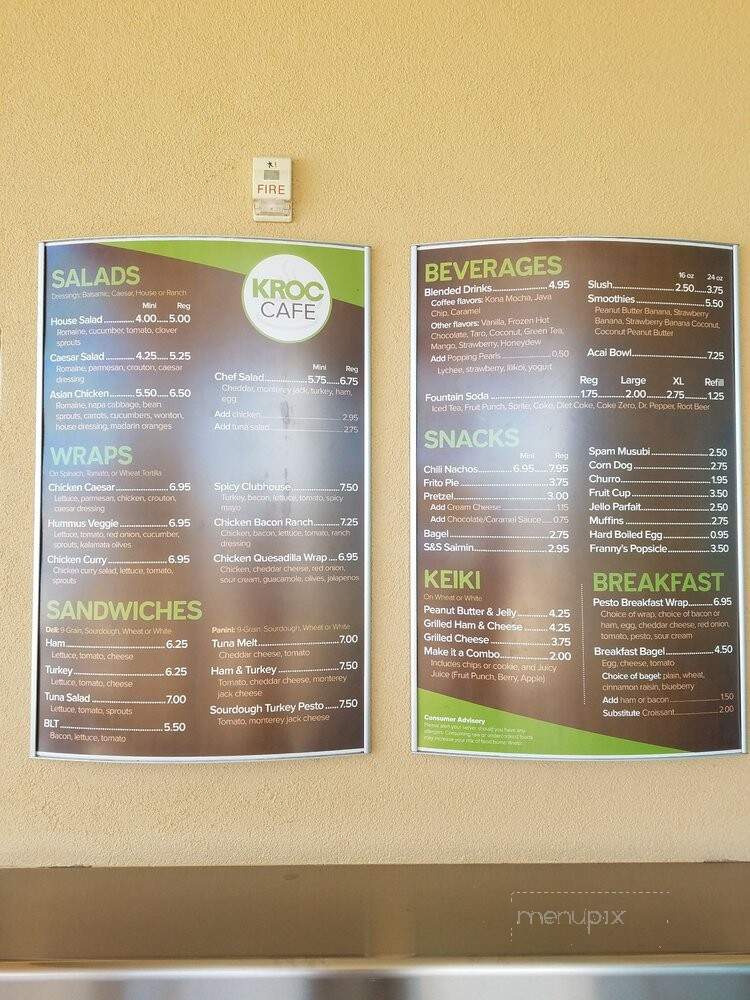 FIRE
SALADS
Dressings: Balsamic, Caesar, House or Ranch
Mini Reg
House Salad 4.00 5.00
Romaine, cucumber, tomato, clover
sprouts
Caesar Salad 4.25 5.25
Romaine, parmesan, crouton, caesar
dressing
Asian Chicken 5.50 6.50
Romaine, napa cabbage, bean
sprouts, carrots, cucumbers, wonton,
house dressing, madarin oranges
KROC
CAFE
Mini Reg
Chef Salad 5.75 6.75
Cheddar, monterey jack, turkey, ham,
egg
Add chicken 2.95
Add tuna salad 2.75
WRAPS
On Spinach, Tomato, or Wheat Tortilla
Chicken Caesar 6.95
Lettuce, parmesan, chicken, crouton,
caesar dressing
Hummus Veggie 6.95
Lettuce, tomato, red onion, cucumber,
sprouts, kalamata olives
Chicken Curry 6.95
Chicken curry salad, lettuce, tomato,
sprouts
Spicy Clubhouse 7.50
Turkey, bacon, lettuce, tomato, spicy
mayo
Chicken Bacon Ranch 7.25
Chicken, bacon, lettuce, tomato, ranch
dressing
Chicken Quesadilla Wrap 6.95
Chicken, cheddar cheese, red onion,
sour cream, guacamole, olives, jalapenos
SANDWICHES
Deli: 9-Grain, Sourdough, Wheat or White
Ham 6.25
Lettuce, tomato, cheese
Turkey 6.25
Lettuce, tomato, cheese
Tuna Salad 7.00
Lettuce, tomato, sprouts
BLT 5.50
Bacon, lettuce, tomato
Panini: 9-Grain, Sourdough, Wheat or White
Tuna Melt 7.00
Cheddar cheese, tomato
Ham & Turkey 7.50
Tomato, cheddar cheese, monterey
jack cheese
Sourdough Turkey Pesto 7.50
Tomato, monterey jack cheese
BEVERAGES
Blended Drinks 4.95
Coffee flavors: Kona Mocha, Java
Chip, Caramel
Other flavors: Vanilla, Frozen Hot
Chocolate, Taro, Coconut, Green Tea,
Mango, Strawberry, Honeydew
Add Popping Pearls 0.50
Lychee, strawberry, lilikoi, yogurt
16 oz 24 oz
Slush 2.50 3.75
Smoothies 5.50
Peanut Butter Banana, Strawberry
Banana, Strawberry Banana Coconut,
Coconut Peanut Butter
Acai Bowl 7.25
Reg Large XL Refill
Fountain Soda 1.75 2.00 2.75 1.25
Iced Tea, Fruit Punch, Sprite, Coke, Diet Coke, Coke Zero, Dr. Pepper, Root Beer
SNACKS
Mini Reg
Chili Nachos 6.95 7.95
Frito Pie 3.75
Pretzel 3.00
Add Cream Cheese 1.15
Add Chocolate/Caramel Sauce 0.75
Bagel 2.75
S&S Saimin 2.95
Spam Musubi 2.50
Corn Dog 2.75
Churro 1.95
Fruit Cup 3.50
Jello Parfait 2.50
Muffins 2.75
Hard Boiled Egg 0.95
Franny's Popsicle 3.50
KEIKI
On Wheat or White
Peanut Butter & Jelly 4.25
Grilled Ham & Cheese 4.25
Grilled Cheese 3.75
Make it a Combo 2.00
Includes chips or cookie, and Juicy
Juice (Fruit Punch, Berry, Apple)
BREAKFAST
Pesto Breakfast Wrap 6.95
Choice of wrap, choice of bacon or
ham, egg, cheddar cheese, red onion,
tomato, pesto, sour cream
Breakfast Bagel 4.50
Egg, cheese, tomato
Choice of bagel: plain, wheat,
cinnamon raisin, blueberry
Add ham or bacon 1.50
Substitute Croissant 2.00
Consumer Advisory
Please alert your server should you have any
allergies. Consuming raw or undercooked foods
may increase your risk of food borne illness.
menupix